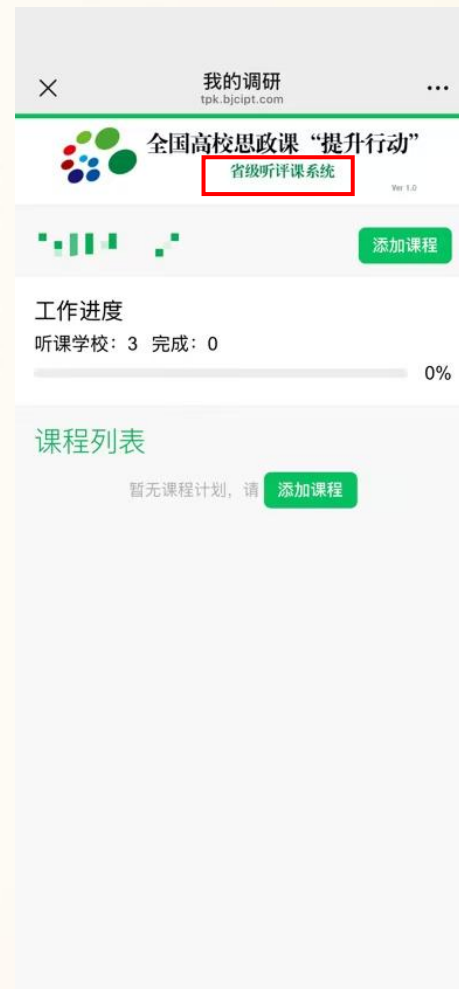 我的调研
tpk.bjcipt.com
全国高校思政课“提升行动”
省级听评课系统
Ver 1.0
添加课程
工作进度
听课学校：3 完成：0
0%
课程列表
暂无课程计划，请 添加课程